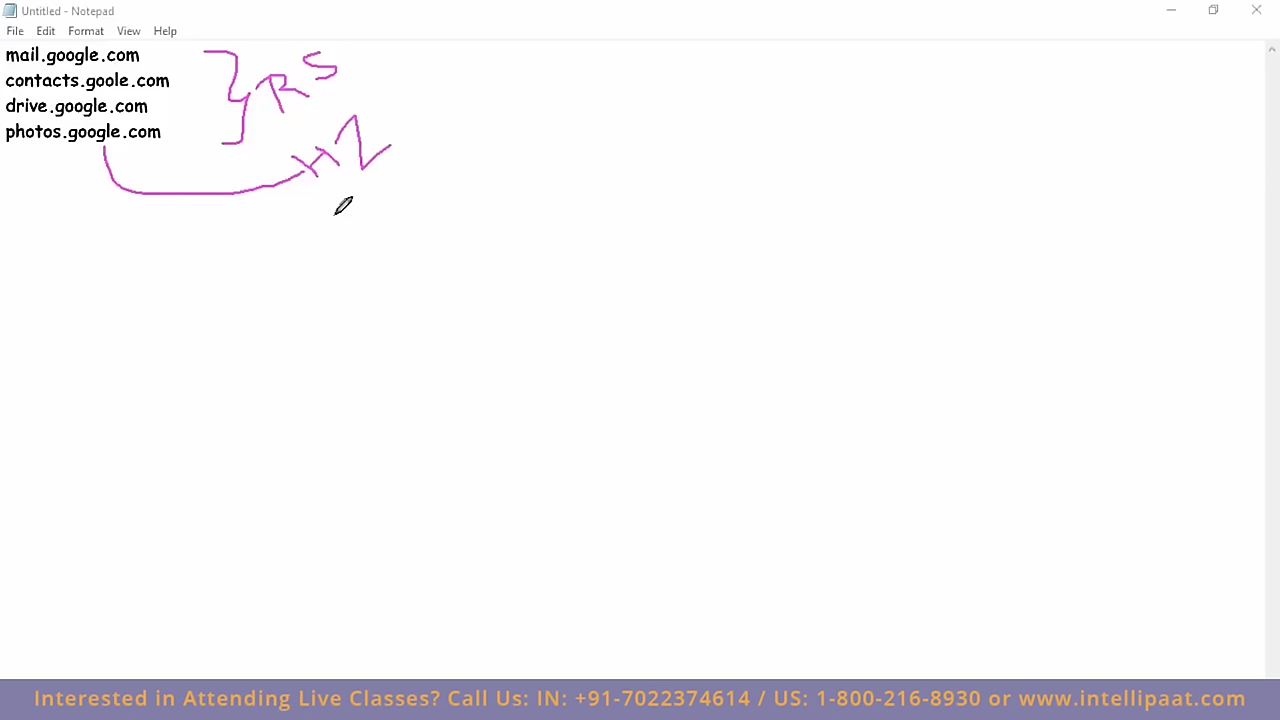 Untitled - Notepad
File Edit Format View Help
mail.google.com
contacts.goole.com
drive.google.com
photos.google.com
RS
HZ
Interested in Attending Live Classes? Call Us: IN: +91-7022374614 / US: 1-800-216-8930 or www.intellipaat.com